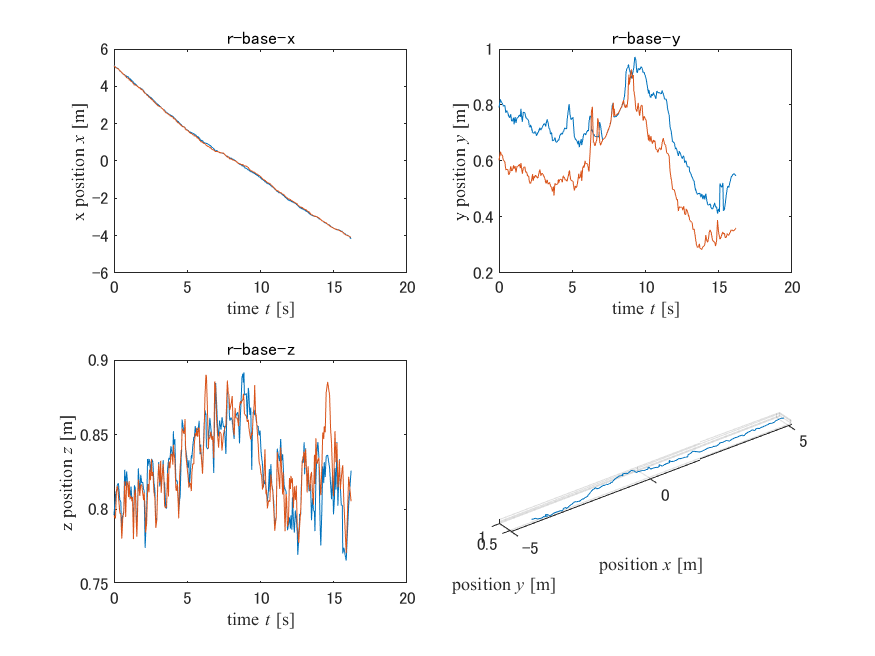 r-base-x
6
4
2
0
−2
−4
−6
x position x [m]
0 5 10 15 20
time t [s]
r-base-y
1
0.8
0.6
0.4
0.2
y position y [m]
0 5 10 15 20
time t [s]
r-base-z
0.9
0.85
0.8
0.75
z position z [m]
0 5 10 15 20
time t [s]
5
0
1
0.5
−5
position x [m]
position y [m]